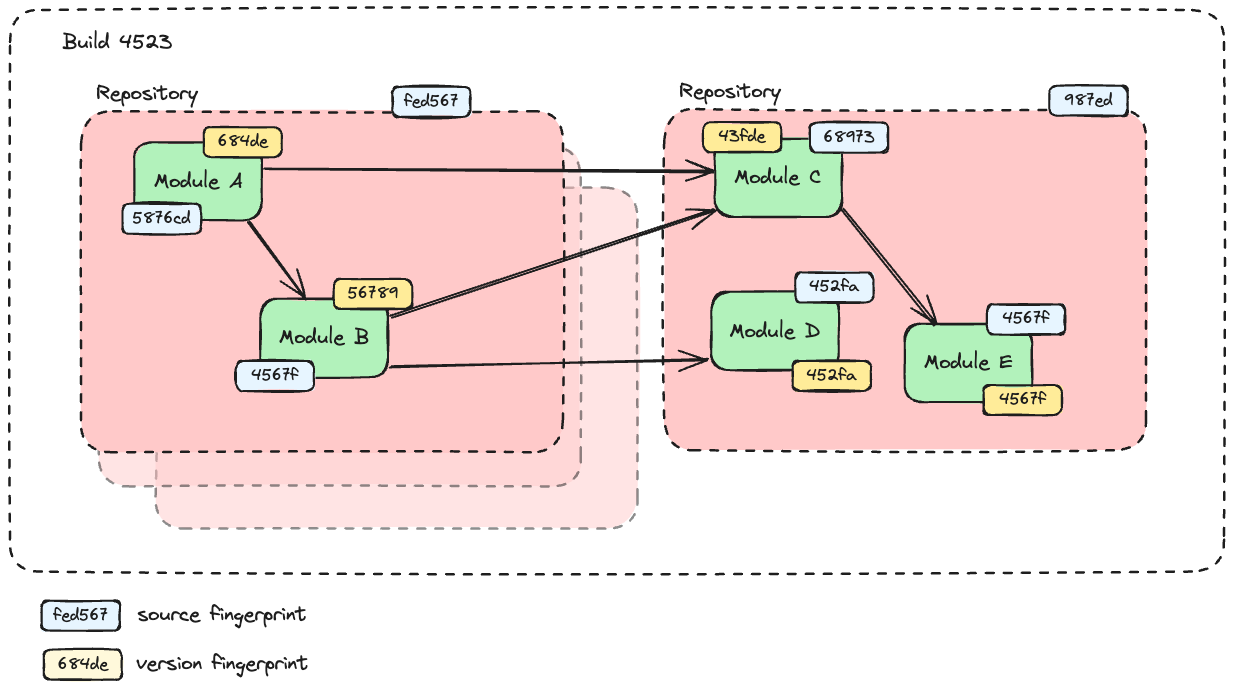 Build 4523
Repository
fed567
684de
Module A
5876cd
56789
Module B
4567f
Repository
987ed
43fde
68973
Module C
452fa
Module D
452fa
4567f
Module E
4567f
fed567 source fingerprint
684de version fingerprint